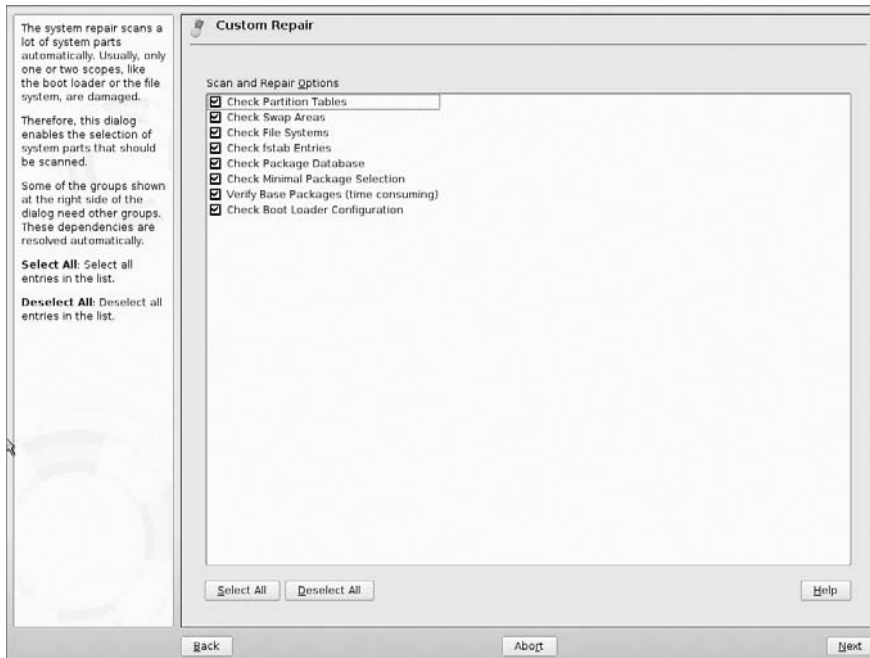 The system repair scans a
lot of system parts
automatically. Usually, only
one or two scopes, like
the boot loader or the file
system, are damaged.
Therefore, this dialog
enables the selection of
system parts that should
be scanned.
Some of the groups shown
at the right side of the
dialog need other groups.
These dependencies are
resolved automatically.
Select All: Select all
entries in the list.
Deselect All: Deselect all
entries in the list.
Custom Repair
Scan and Repair Options
Check Partition Tables
Check Swap Areas
Check File Systems
Check fstab Entries
Check Package Database
Check Minimal Package Selection
Verify Base Packages (time consuming)
Check Boot Loader Configuration
Select All
Deselect All
Help
Back
Abort
Next